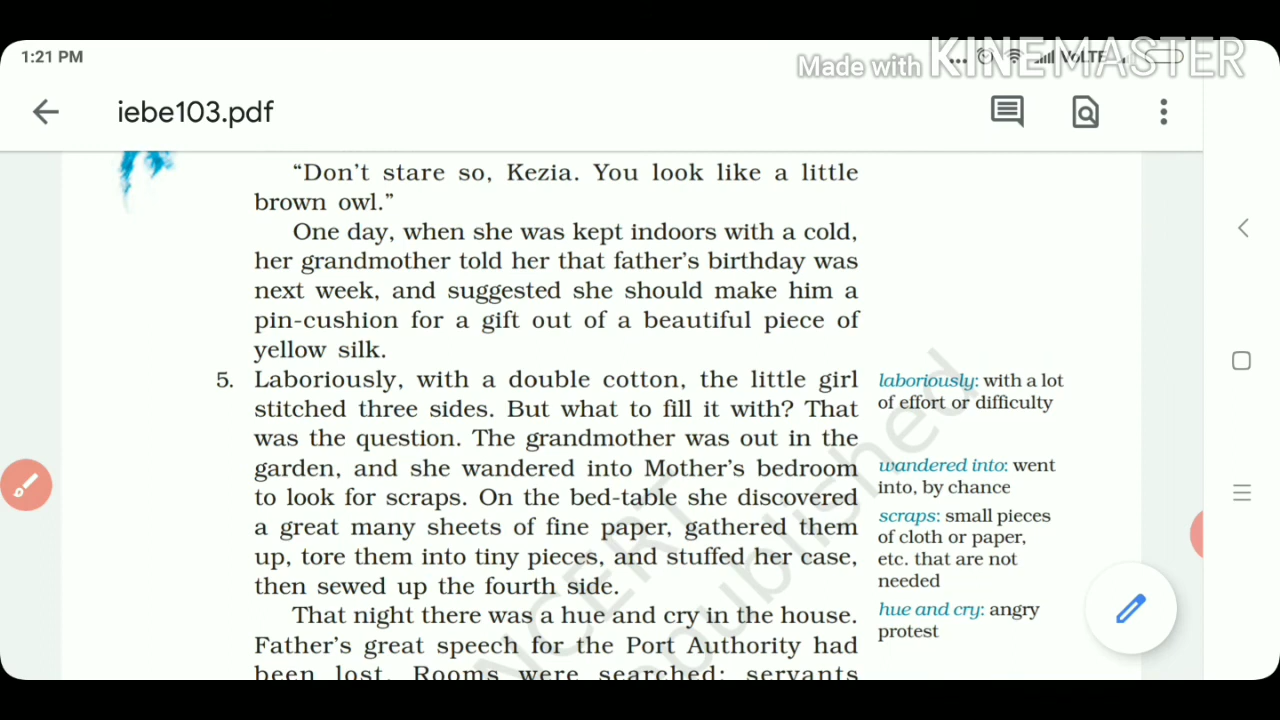 1:21 PM
VoLTE
Made with KINEMASTER
iebe103.pdf
“Don’t stare so, Kezia. You look like a little
brown owl.”
One day, when she was kept indoors with a cold,
her grandmother told her that father’s birthday was
next week, and suggested she should make him a
pin-cushion for a gift out of a beautiful piece of
yellow silk.
5. Laboriously, with a double cotton, the little girl
stitched three sides. But what to fill it with? That
was the question. The grandmother was out in the
garden, and she wandered into Mother’s bedroom
to look for scraps. On the bed-table she discovered
a great many sheets of fine paper, gathered them
up, tore them into tiny pieces, and stuffed her case,
then sewed up the fourth side.
That night there was a hue and cry in the house.
Father’s great speech for the Port Authority had
been lost. Rooms were searched; servants
laboriously: with a lot
of effort or difficulty
wandered into: went
into, by chance
scraps: small pieces
of cloth or paper,
etc. that are not
needed
hue and cry: angry
protest
NCERT